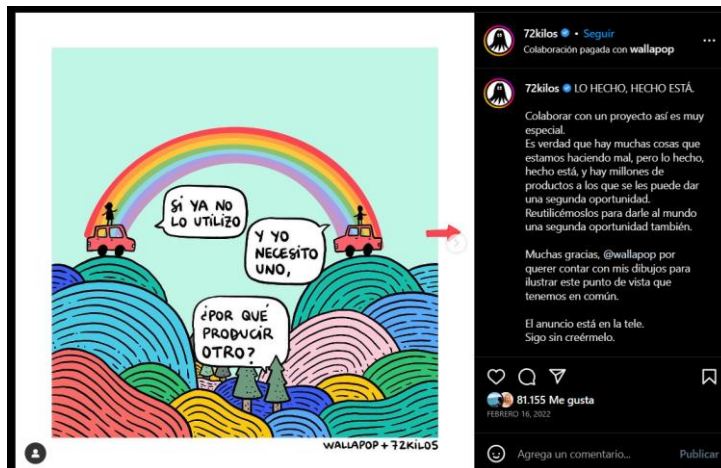 SI YA NO
LO UTILIZO
Y YO
NECESITO
UNO,
¿POR QUÉ
PRODUCIR
OTRO?
WALLAPOP + 72KILOS
72kilos • Seguir
Colaboración pagada con wallapop
...
72kilos LO HECHO, HECHO ESTÁ.
Colaborar con un proyecto así es muy
especial.
Es verdad que hay muchas cosas que
estamos haciendo mal, pero lo hecho,
hecho está, y hay millones de
productos a los que se les puede dar
una segunda oportunidad.
Reutilicémoslos para darle al mundo
una segunda oportunidad también.
Muchas gracias, @wallapop por
querer contar con mis dibujos para
ilustrar este punto de vista que
tenemos en común.
El anuncio está en la tele.
Sigo sin creérmelo.
81.155 Me gusta
FEBRERO 16, 2022
Agrega un comentario... Publicar